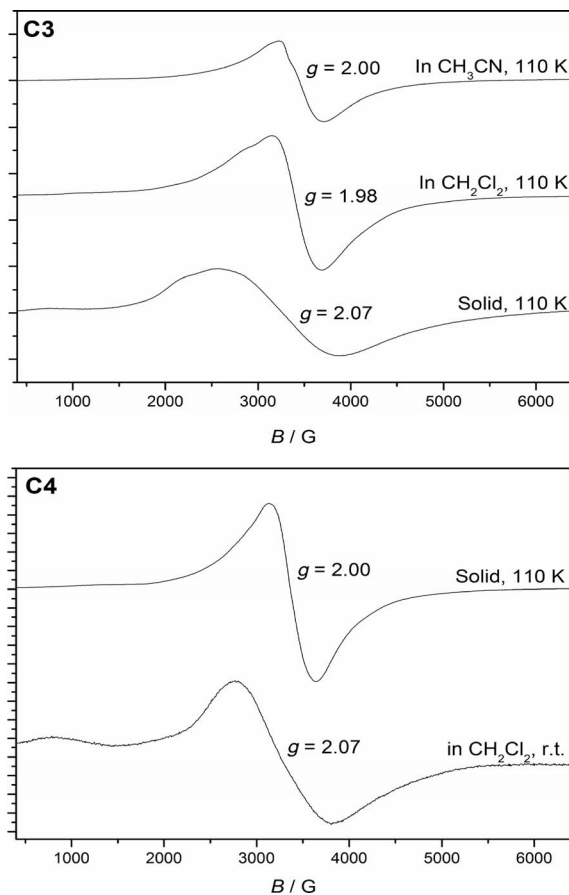 C3
g = 2.00
In CH₃CN, 110 K
g = 1.98
In CH₂Cl₂, 110 K
g = 2.07
Solid, 110 K
1000 2000 3000 4000 5000 6000
B / G
C4
g = 2.00
Solid, 110 K
g = 2.07
in CH₂Cl₂, r.t.
1000 2000 3000 4000 5000 6000
B / G